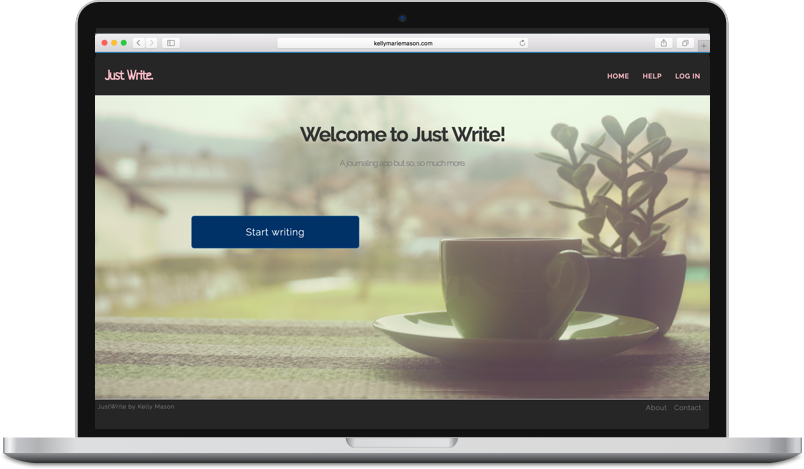 kellymariemason.com
Just Write.
HOME HELP LOG IN
Welcome to Just Write!
A journaling app but so, so much more.
Start writing
JustWrite by Kelly Mason
About Contact